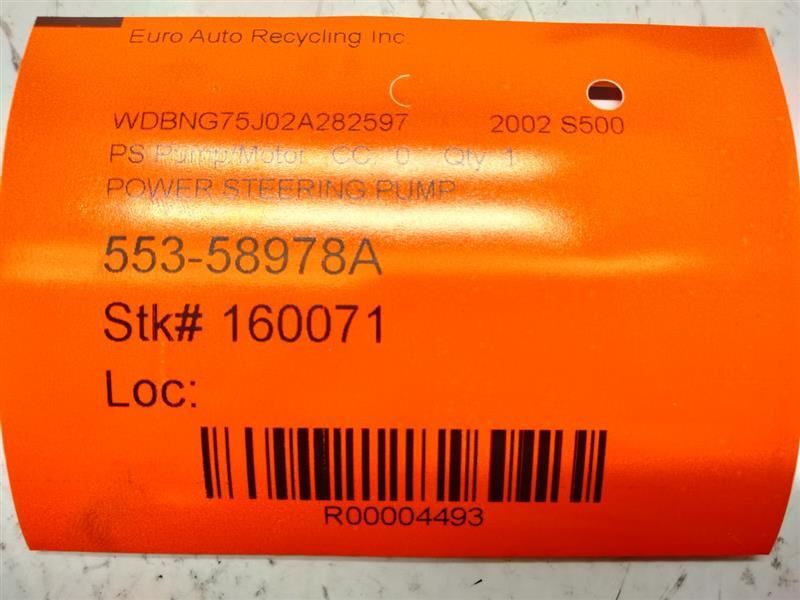 Euro Auto Recycling Inc.
WDBNG75J02A282597 2002 S500
PS Pump/Motor CC: 0 Qty: 1
POWER STEERING PUMP
553-58978A
Stk# 160071
Loc:
R00004493